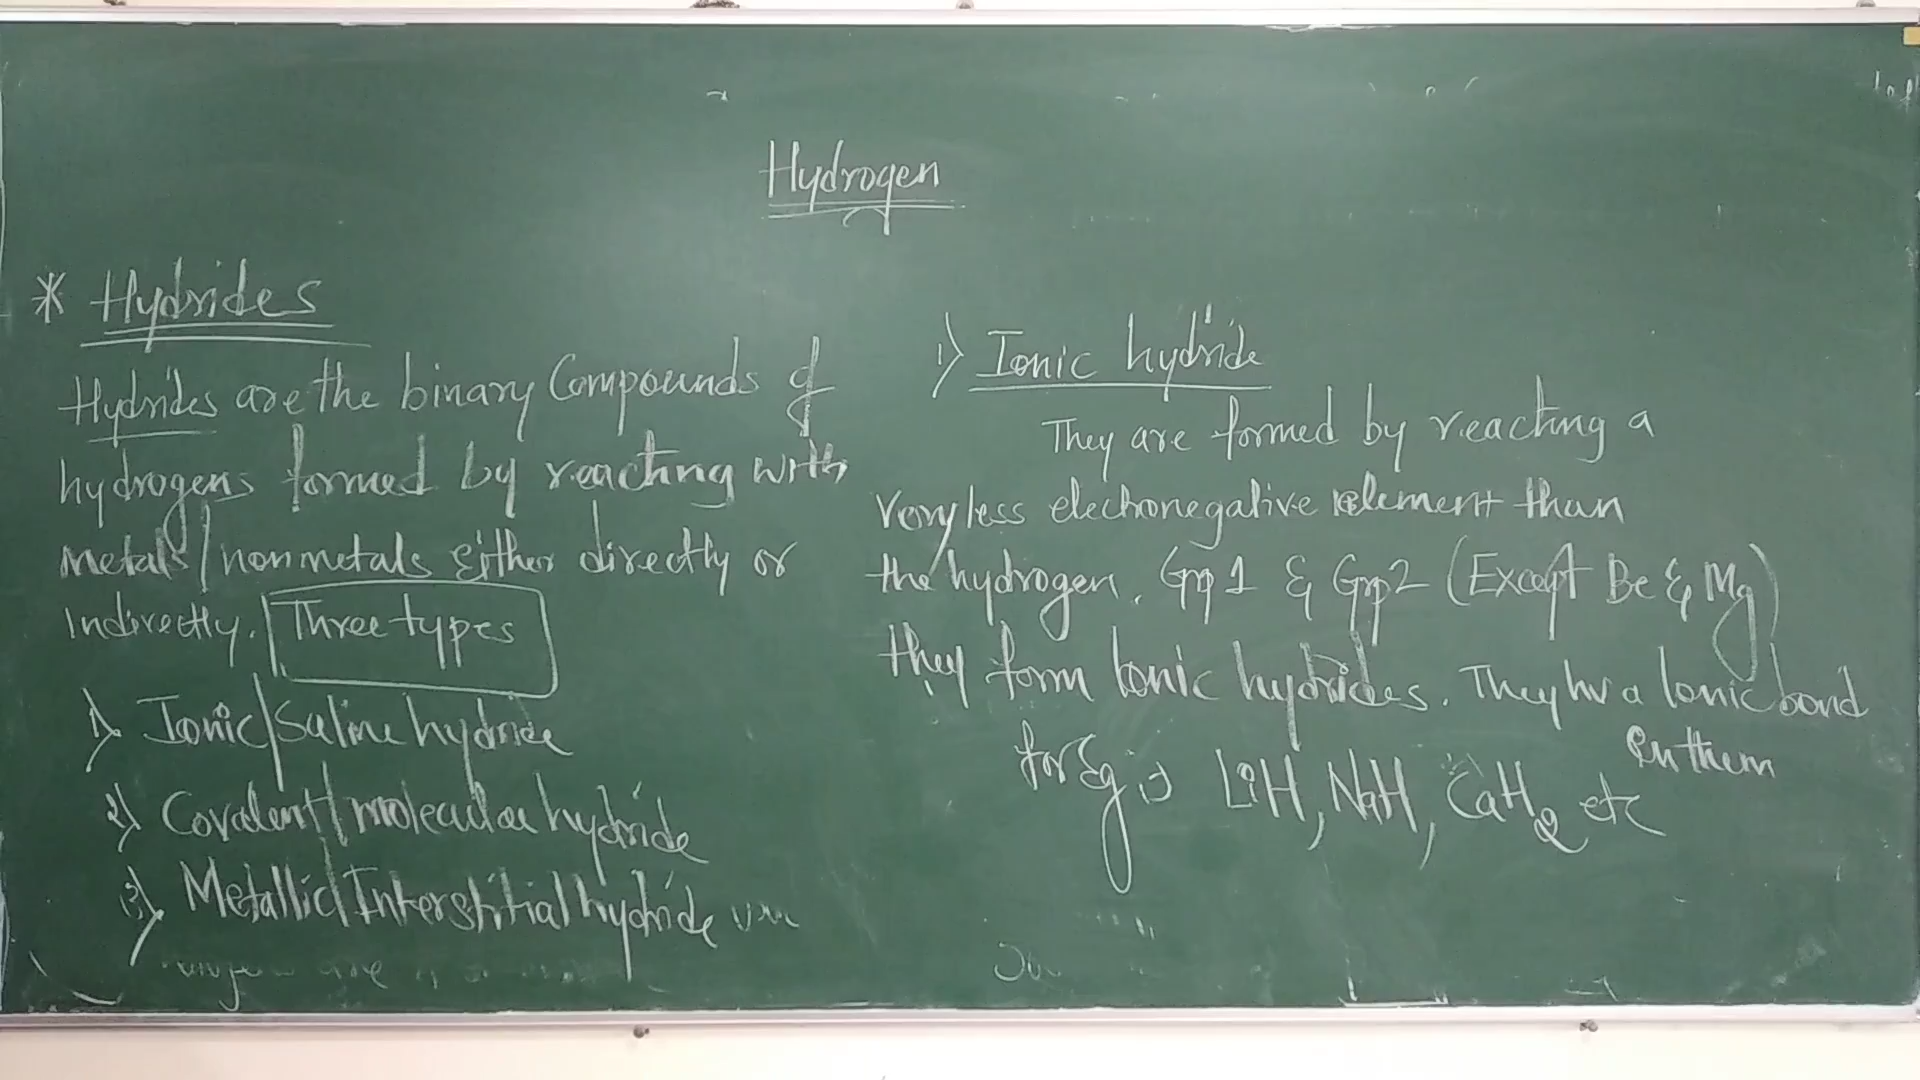 Hydrogen
* Hydrides
Hydrides are the binary Compounds of
hydrogens formed by reacting with
metals/nonmetals either directly or
Indirectly. Three types
1) Ionic/Saline hydride
2) Covalent/molecular hydride
3) Metallic/Interstitial hydride
1) Ionic hydride
They are formed by reacting a
Very less electronegative element than
the hydrogen. Grp 1 & Grp 2 (Except Be & Mg)
they form Ionic hydrides. They hv a Ionic bond
in them
for Eg :) LiH, NaH, CaH2 etc